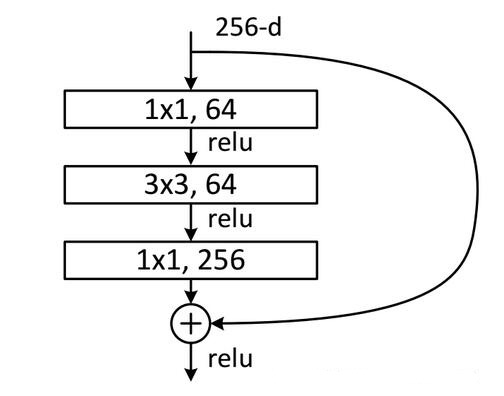 256-d
1x1, 64
relu
3x3, 64
relu
1x1, 256
+
relu